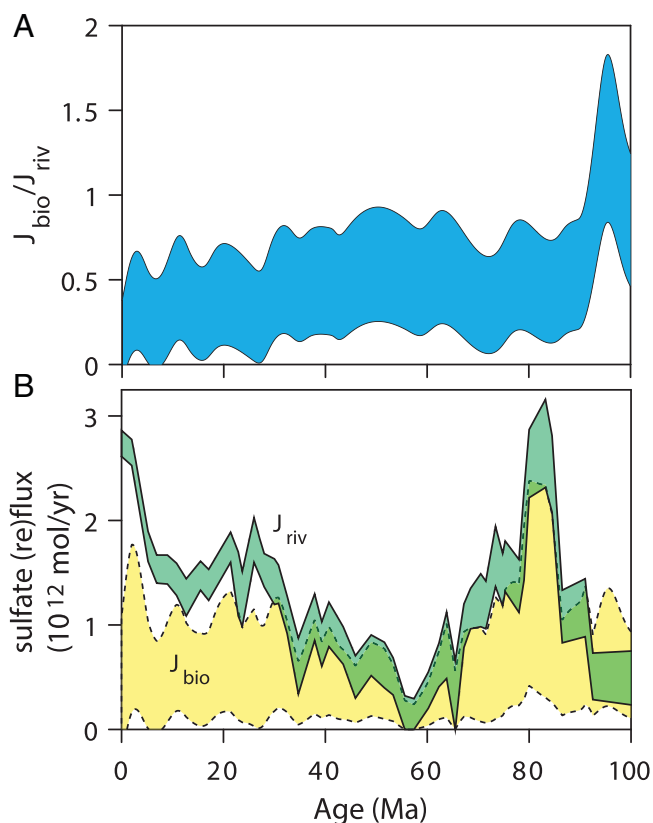 A
2
1.5
1
0.5
0
J bio/J riv
B
3
2
1
0
sulfate (re)flux
(10 12 mol/yr)
J riv
J bio
0 20 40 60 80 100
Age (Ma)